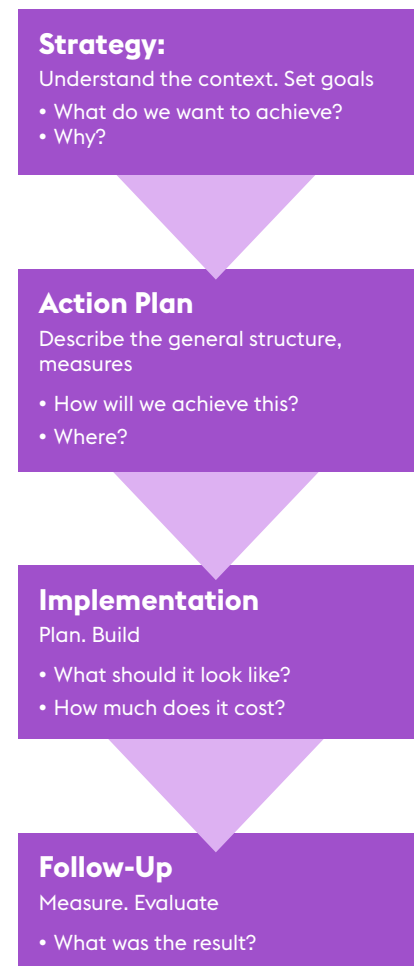 Strategy:
Understand the context. Set goals
• What do we want to achieve?
• Why?
Action Plan
Describe the general structure,
measures
• How will we achieve this?
• Where?
Implementation
Plan. Build
• What should it look like?
• How much does it cost?
Follow-Up
Measure. Evaluate
• What was the result?